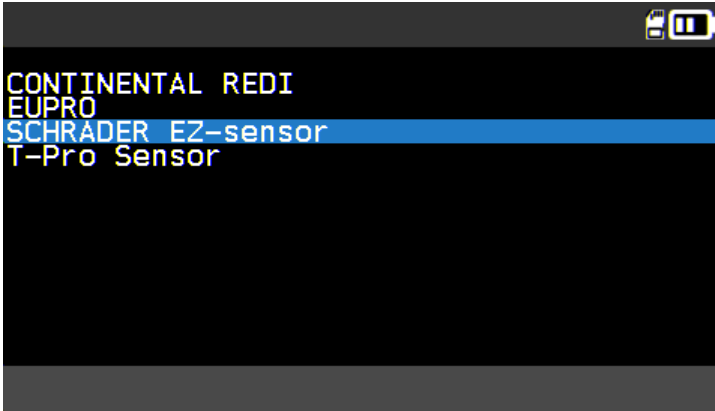 CONTINENTAL REDI
EUPRO
SCHRADER EZ-sensor
T-Pro Sensor